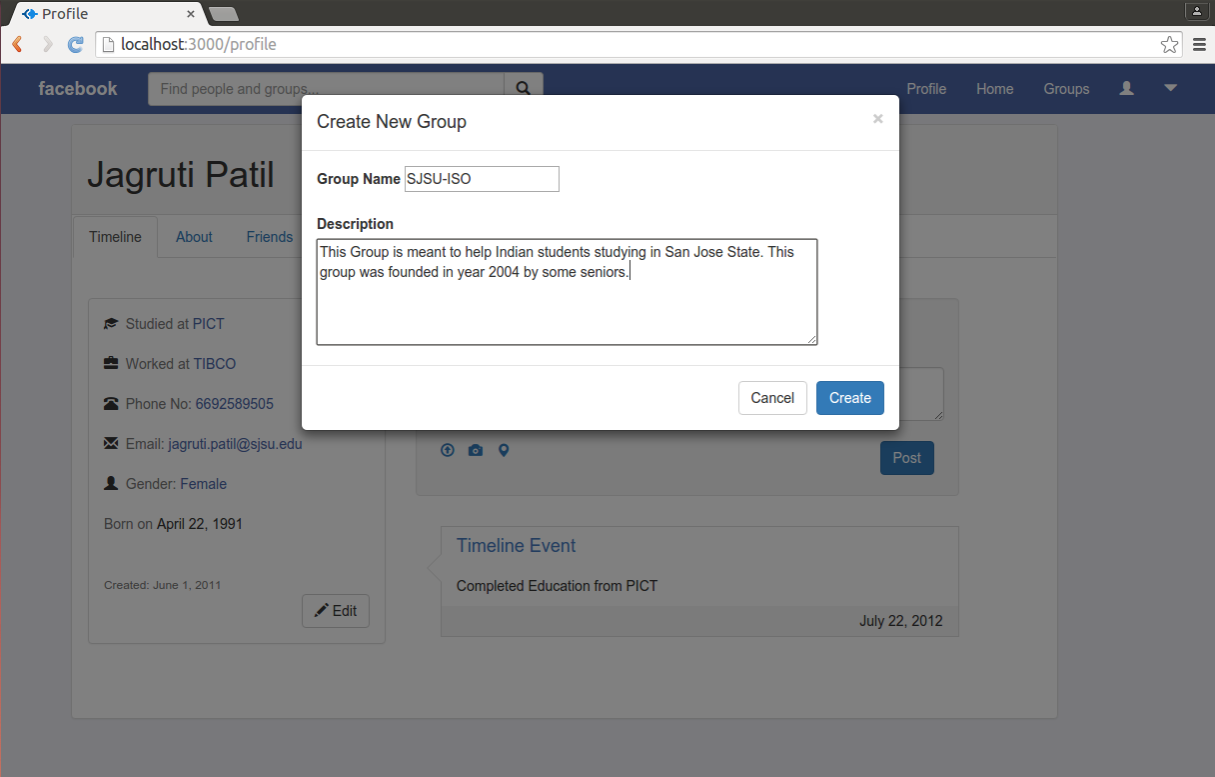 Profile
localhost:3000/profile
facebook
Find people and groups...
Profile Home Groups
Create New Group
Group Name SJSU-ISO
Description
This Group is meant to help Indian students studying in San Jose State. This
group was founded in year 2004 by some seniors.
Cancel Create
Jagruti Patil
Timeline About Friends
Studied at PICT
Worked at TIBCO
Phone No: 6692589505
Email: jagruti.patil@sjsu.edu
Gender: Female
Born on April 22, 1991
Created: June 1, 2011
Edit
Post
Timeline Event
Completed Education from PICT
July 22, 2012